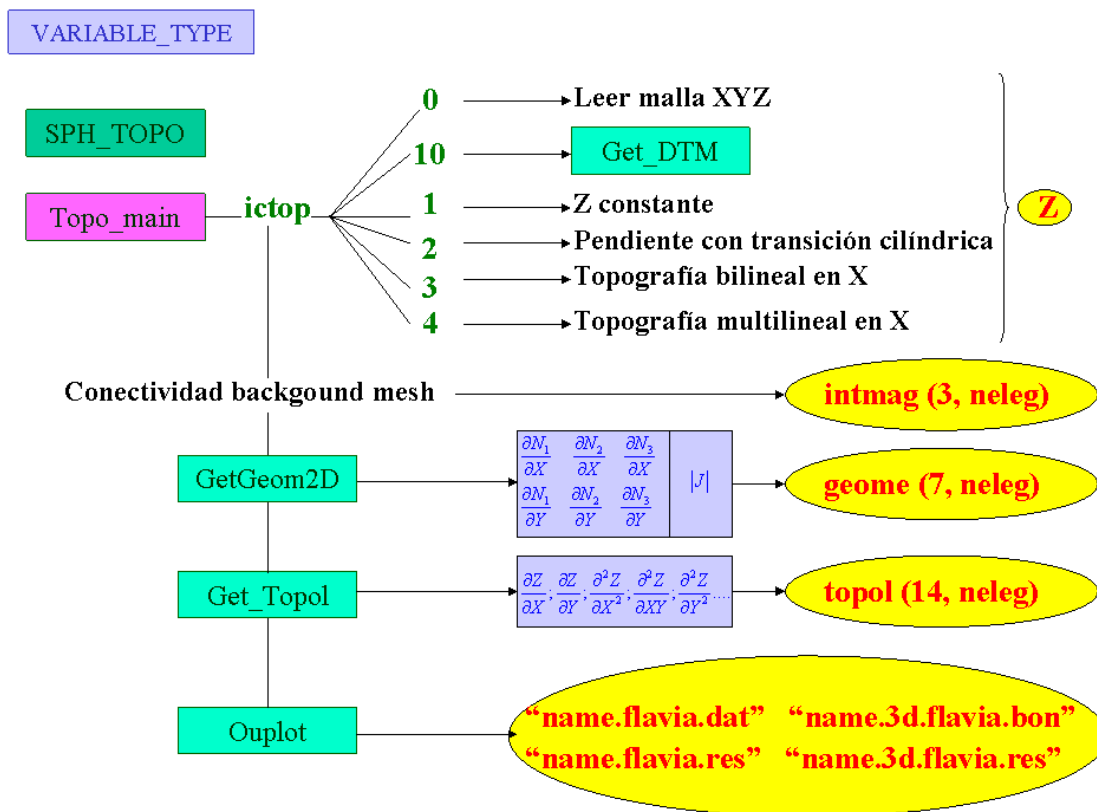 VARIABLE_TYPE
SPH_TOPO
Topo_main
ictop
0 Leer malla XYZ
10 Get_DTM
1 Z constante
2 Pendiente con transición cilíndrica
3 Topografía bilineal en X
4 Topografía multilineal en X
Z
Conectividad backgound mesh intmag (3, neleg)
GetGeom2D
∂N₁/∂X ∂N₂/∂X ∂N₃/∂X
∂N₁/∂Y ∂N₂/∂Y ∂N₃/∂Y
|J|
geome (7, neleg)
Get_Topol
∂Z/∂X; ∂Z/∂Y; ∂²Z/∂X²; ∂²Z/∂XY; ∂²Z/∂Y² ....
topol (14, neleg)
Ouplot
“name.flavia.dat” “name.3d.flavia.bon”
“name.flavia.res” “name.3d.flavia.res”